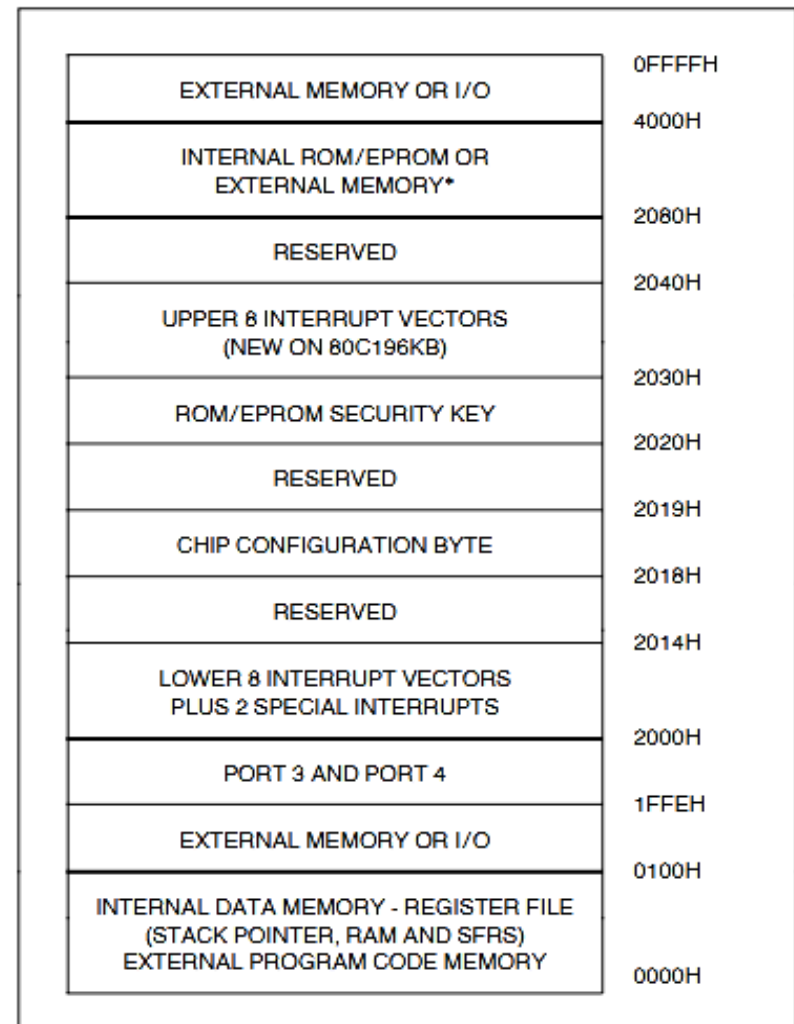 0FFFFH
EXTERNAL MEMORY OR I/O
4000H
INTERNAL ROM/EPROM OR
EXTERNAL MEMORY*
2080H
RESERVED
2040H
UPPER 8 INTERRUPT VECTORS
(NEW ON 80C196KB)
2030H
ROM/EPROM SECURITY KEY
2020H
RESERVED
2019H
CHIP CONFIGURATION BYTE
2018H
RESERVED
2014H
LOWER 8 INTERRUPT VECTORS
PLUS 2 SPECIAL INTERRUPTS
2000H
PORT 3 AND PORT 4
1FFEH
EXTERNAL MEMORY OR I/O
0100H
INTERNAL DATA MEMORY - REGISTER FILE
(STACK POINTER, RAM AND SFRS)
EXTERNAL PROGRAM CODE MEMORY
0000H